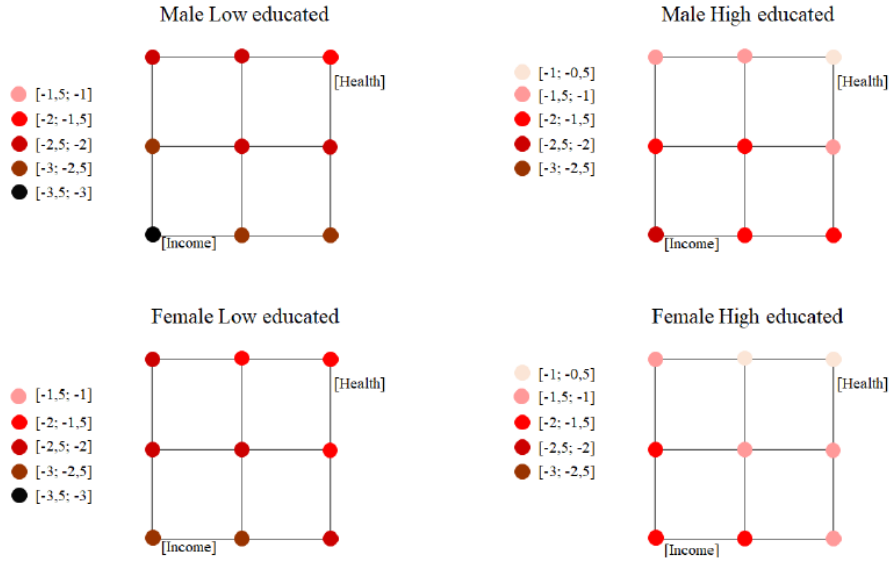 Male Low educated
[-1,5; -1]
[-2; -1,5]
[-2,5; -2]
[-3; -2,5]
[-3,5; -3]
[Health]
[Income]
Male High educated
[-1; -0,5]
[-1,5; -1]
[-2; -1,5]
[-2,5; -2]
[-3; -2,5]
[Health]
[Income]
Female Low educated
[-1,5; -1]
[-2; -1,5]
[-2,5; -2]
[-3; -2,5]
[-3,5; -3]
[Health]
[Income]
Female High educated
[-1; -0,5]
[-1,5; -1]
[-2; -1,5]
[-2,5; -2]
[-3; -2,5]
[Health]
[Income]